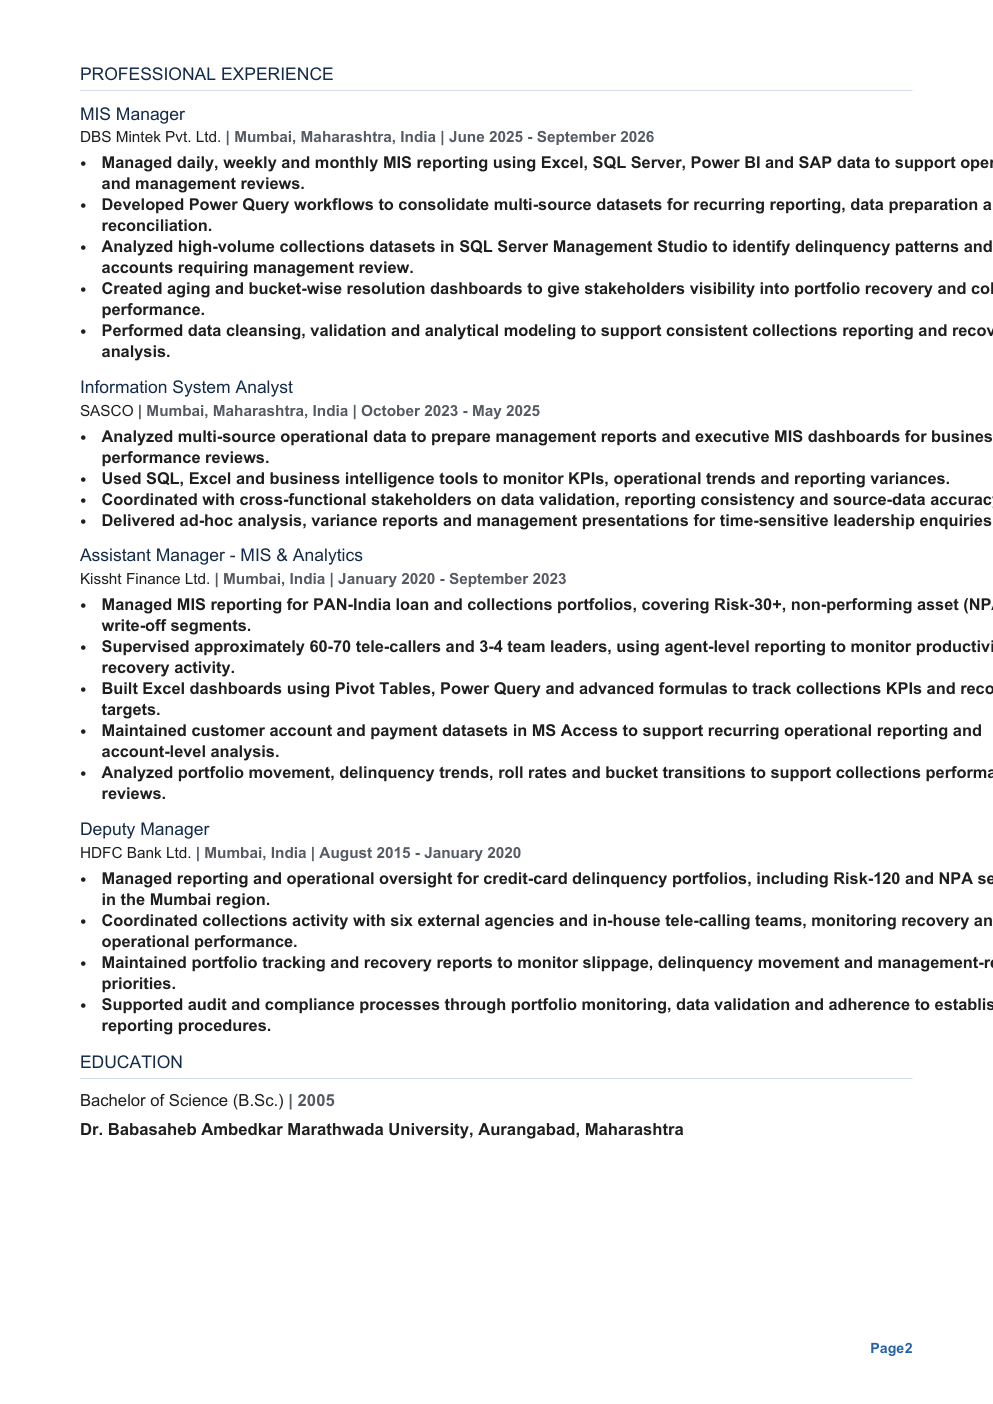 PROFESSIONAL EXPERIENCE
MIS Manager
DBS Mintek Pvt. Ltd. | Mumbai, Maharashtra, India | June 2025 - September 2026
• Managed daily, weekly and monthly MIS reporting using Excel, SQL Server, Power BI and SAP data to support
and management reviews.
• Developed Power Query workflows to consolidate multi-source datasets for recurring reporting, data preparation
reconciliation.
• Analyzed high-volume collections datasets in SQL Server Management Studio to identify delinquency patterns and
accounts requiring management review.
• Created aging and bucket-wise resolution dashboards to give stakeholders visibility into portfolio recovery and
performance.
• Performed data cleansing, validation and analytical modeling to support consistent collections reporting and
analysis.
Information System Analyst
SASCO | Mumbai, Maharashtra, India | October 2023 - May 2025
• Analyzed multi-source operational data to prepare management reports and executive MIS dashboards for
performance reviews.
• Used SQL, Excel and business intelligence tools to monitor KPIs, operational trends and reporting variances.
• Coordinated with cross-functional stakeholders on data validation, reporting consistency and source-data
• Delivered ad-hoc analysis, variance reports and management presentations for time-sensitive leadership enquiries
Assistant Manager - MIS & Analytics
Kissht Finance Ltd. | Mumbai, India | January 2020 - September 2023
• Managed MIS reporting for PAN-India loan and collections portfolios, covering Risk-30+, non-performing asset
write-off segments.
• Supervised approximately 60-70 tele-callers and 3-4 team leaders, using agent-level reporting to monitor
recovery activity.
• Built Excel dashboards using Pivot Tables, Power Query and advanced formulas to track collections KPIs and
targets.
• Maintained customer account and payment datasets in MS Access to support recurring operational reporting and
account-level analysis.
• Analyzed portfolio movement, delinquency trends, roll rates and bucket transitions to support collections
reviews.
Deputy Manager
HDFC Bank Ltd. | Mumbai, India | August 2015 - January 2020
• Managed reporting and operational oversight for credit-card delinquency portfolios, including Risk-120 and NPA
in the Mumbai region.
• Coordinated collections activity with six external agencies and in-house tele-calling teams, monitoring recovery
operational performance.
• Maintained portfolio tracking and recovery reports to monitor slippage, delinquency movement and
priorities.
• Supported audit and compliance processes through portfolio monitoring, data validation and adherence to
reporting procedures.
EDUCATION
Bachelor of Science (B.Sc.) | 2005
Dr. Babasaheb Ambedkar Marathwada University, Aurangabad, Maharashtra
Page2